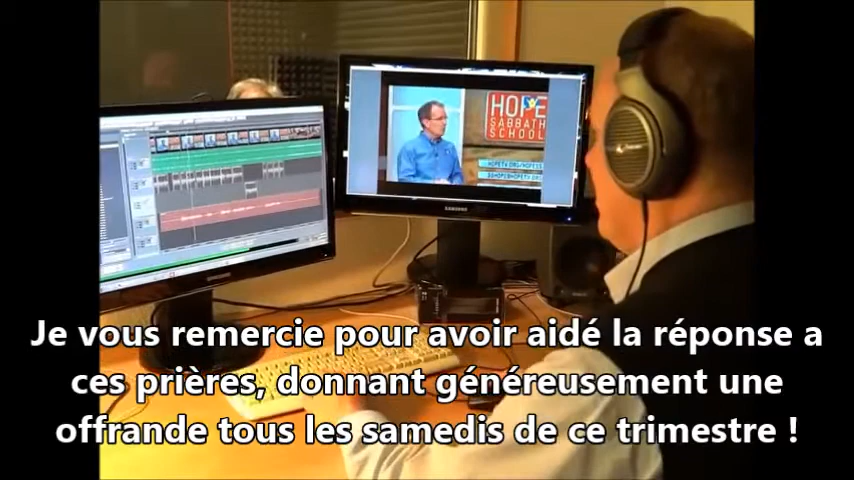 HOPE
SABBATH
SCHOOL
SAMSUNG
SAMSUNG
Je vous remercie pour avoir aidé la réponse a
ces prières, donnant généreusement une
offrande tous les samedis de ce trimestre !